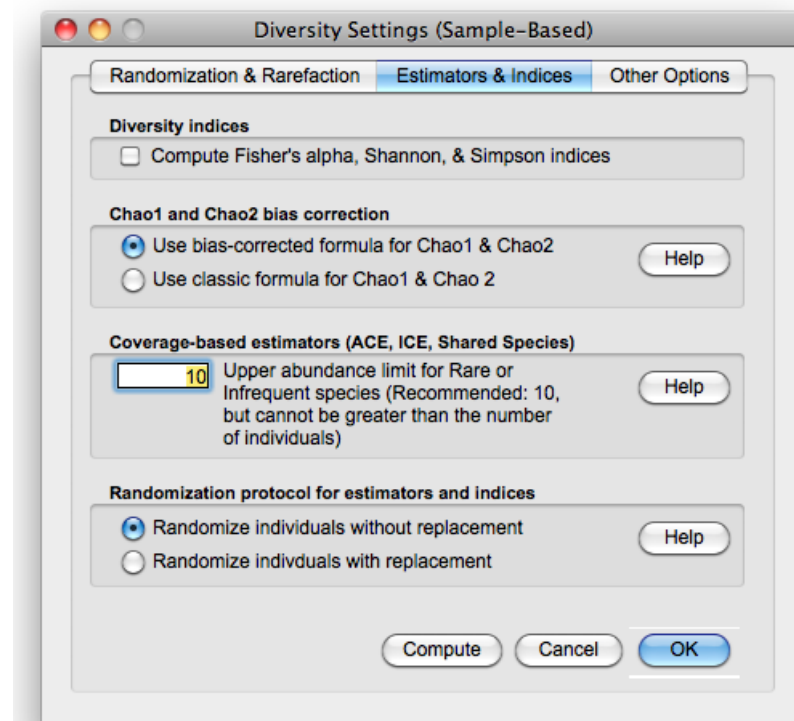 Diversity Settings (Sample-Based)
Randomization & Rarefaction Estimators & Indices Other Options
Diversity indices
Compute Fisher's alpha, Shannon, & Simpson indices
Chao1 and Chao2 bias correction
Use bias-corrected formula for Chao1 & Chao2
Help
Use classic formula for Chao1 & Chao 2
Coverage-based estimators (ACE, ICE, Shared Species)
10 Upper abundance limit for Rare or
Infrequent species (Recommended: 10,
but cannot be greater than the number
of individuals)
Help
Randomization protocol for estimators and indices
Randomize individuals without replacement
Help
Randomize indivduals with replacement
Compute Cancel OK